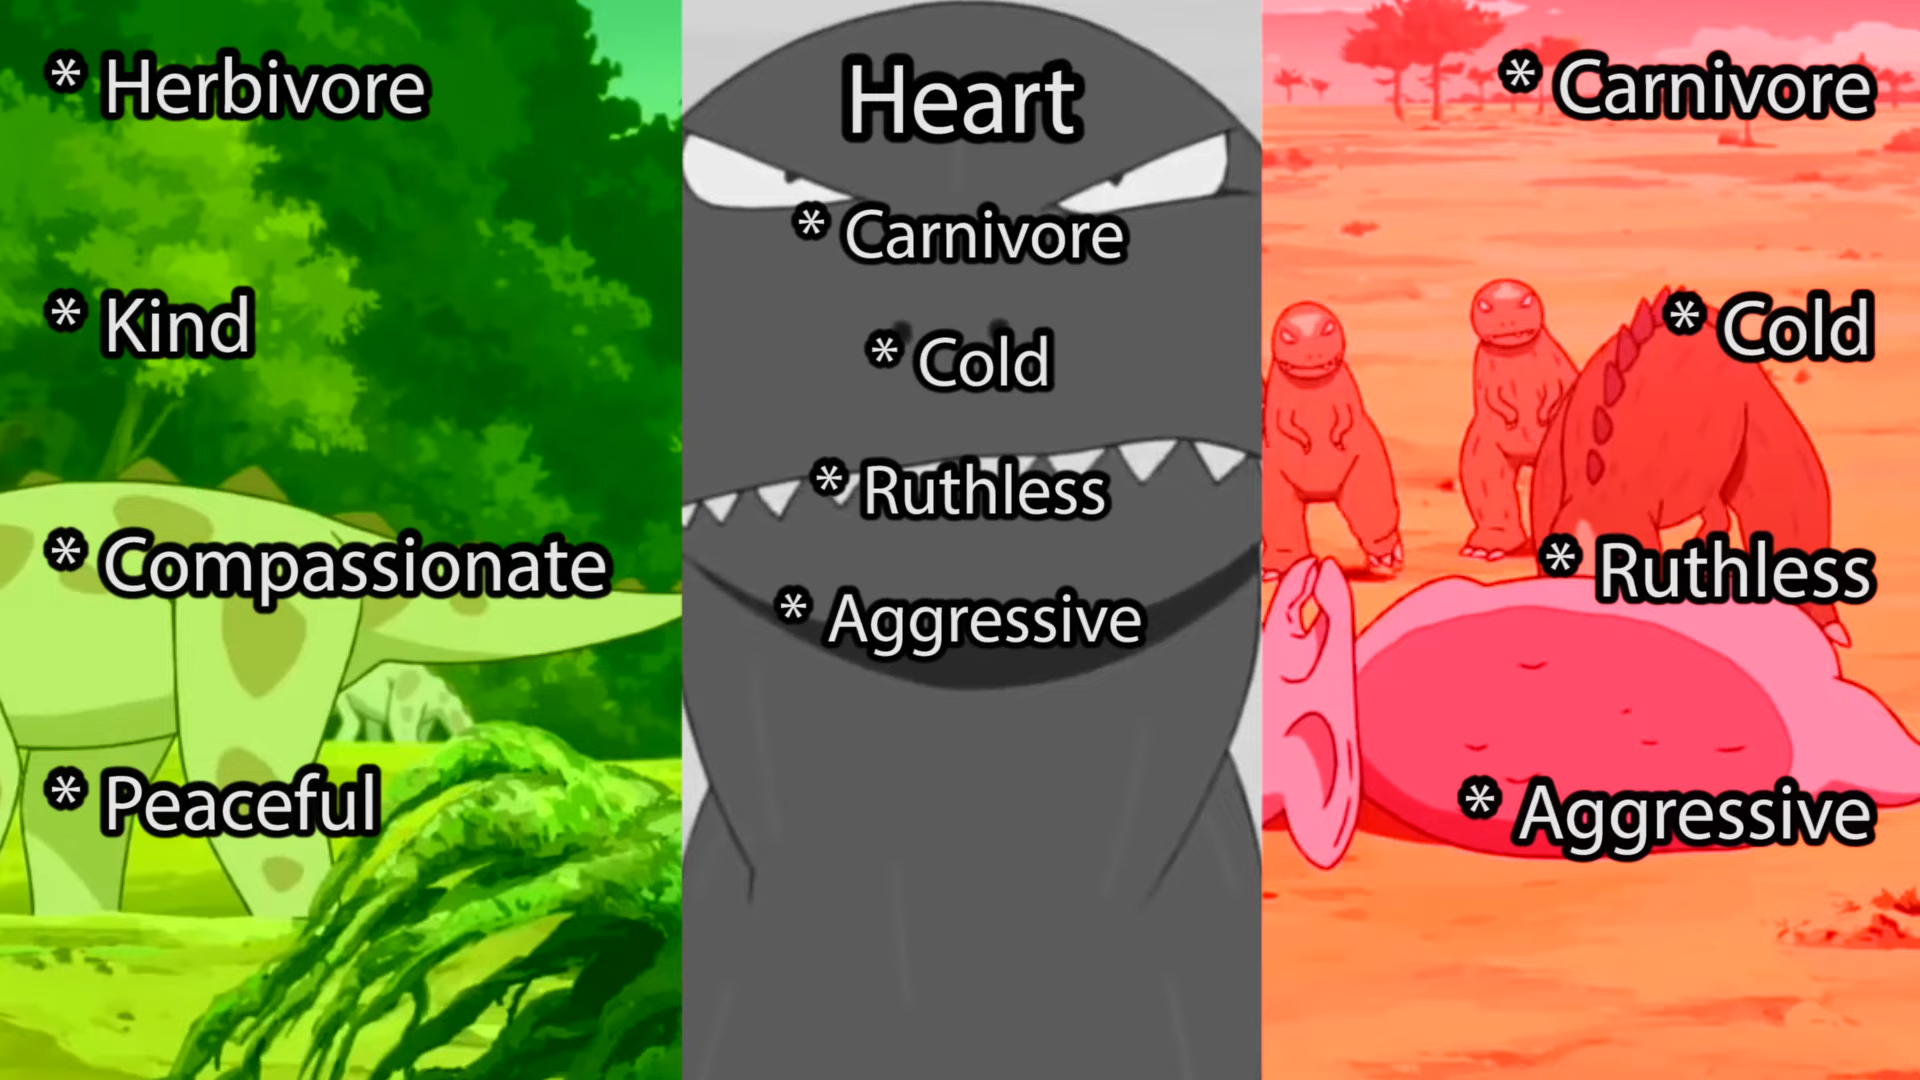 * Herbivore
* Kind
* Compassionate
* Peaceful
Heart
* Carnivore
* Cold
* Ruthless
* Aggressive
* Carnivore
* Cold
* Ruthless
* Aggressive